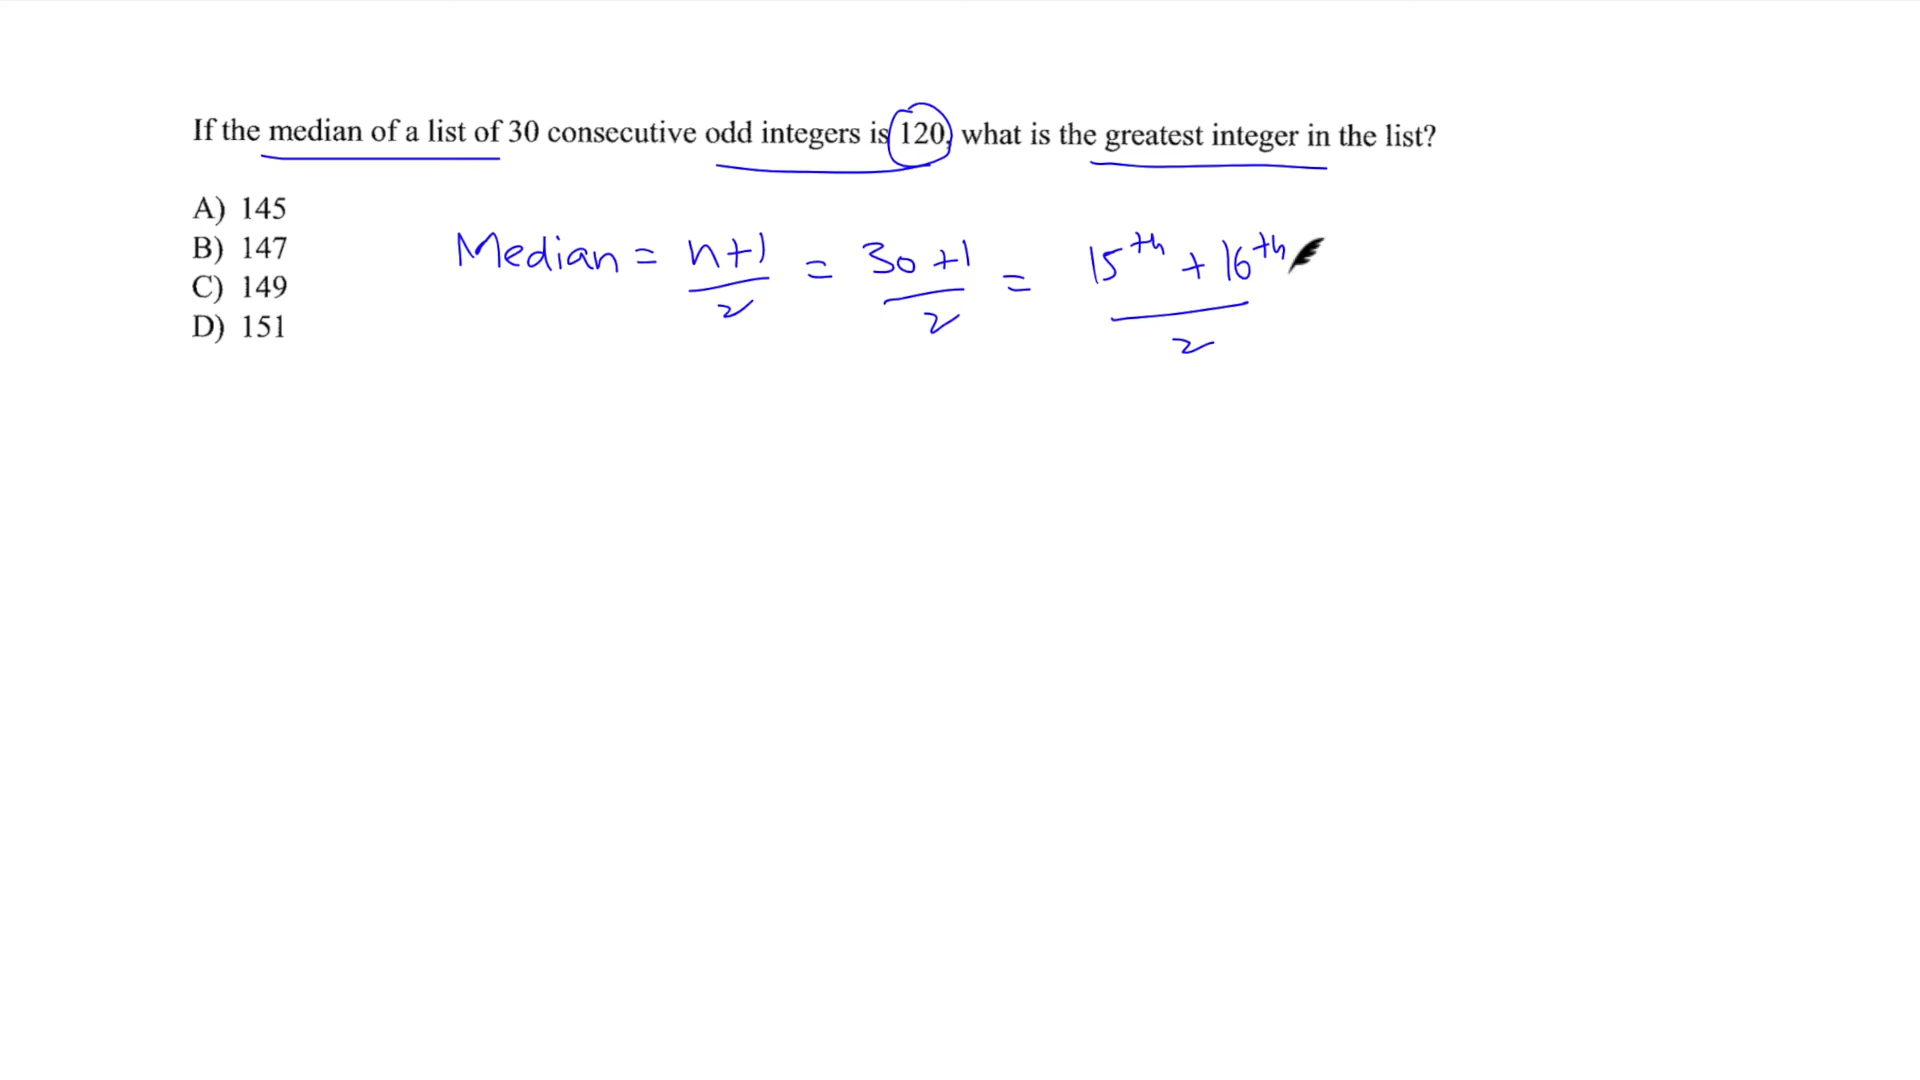 If the median of a list of 30 consecutive odd integers is 120, what is the greatest integer in the list?
A) 145
B) 147
C) 149
D) 151
Median = n+1/2 = 30+1/2 = 15th + 16th/2